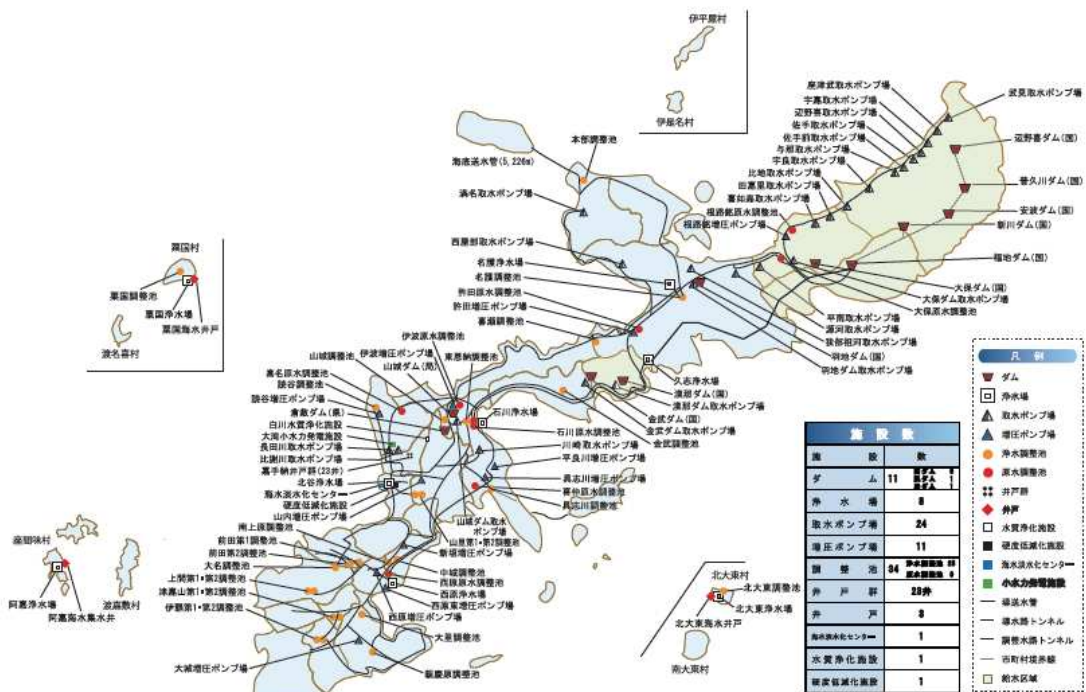 伊平屋村
伊是名村
海底送水管(5,226m)
本部調整池
満名取水ポンプ場
西屋部取水ポンプ場
名護浄水場
名護調整池
許田原水調整池
許田増圧ポンプ場
喜瀬調整池
座津武取水ポンプ場
宇嘉取水ポンプ場
辺野喜取水ポンプ場
佐手取水ポンプ場
佐手前取水ポンプ場
与那取水ポンプ場
宇良取水ポンプ場
比地取水ポンプ場
田嘉里取水ポンプ場
喜如嘉取水ポンプ場
根路銘原水調整池
根路銘増圧ポンプ場
武見取水ポンプ場
辺野喜ダム(国)
普久川ダム(国)
安波ダム(国)
新川ダム(国)
福地ダム(国)
大保ダム(国)
大保ダム取水ポンプ場
大保原水調整池
平南取水ポンプ場
源河取水ポンプ場
我部祖河取水ポンプ場
羽地ダム(国)
羽地ダム取水ポンプ場
久志浄水場
漢那ダム(国)
漢那ダム取水ポンプ場
金武ダム(国)
金武ダム取水ポンプ場
金武調整池
粟国村
粟国調整池
粟国浄水場
粟国海水井戸
渡名喜村
伊波原水調整池
伊波増圧ポンプ場
東恩納調整池
山城調整池
山城ダム(局)
喜名原水調整池
読谷調整池
読谷増圧ポンプ場
倉敷ダム(県)
白川水質浄化施設
大湾小水力発電施設
長田川取水ポンプ場
比謝川取水ポンプ場
嘉手納井戸群(23井)
北谷浄水場
海水淡水化センター
硬度低減化施設
山内増圧ポンプ場
石川浄水場
石川原水調整池
川崎取水ポンプ場
平良川増圧ポンプ場
具志川増圧ポンプ場
喜仲原水調整池
具志川調整池
山城ダム取水
ポンプ場
山里第1・第2調整池
新垣増圧ポンプ場
南上原調整池
前田第1調整池
前田第2調整池
大名調整池
上間第1・第2調整池
津嘉山第1・第2調整池
伊覇第1・第2調整池
中城調整池
西原原水調整池
西原浄水場
西原東増圧ポンプ場
西原増圧ポンプ場
大里調整池
新慶原調整池
大城増圧ポンプ場
座間味村
阿嘉浄水場
阿嘉海水集水井
渡嘉敷村
北大東村
北大東調整池
北大東浄水場
北大東海水井戸
南大東村
施設数
施設 数
ダム 11
浄水場 8
取水ポンプ場 24
増圧ポンプ場 11
調整池 34
井戸群 23井
井戸 3
海水淡水化センター 1
水質浄化施設 1
硬度低減化施設 1
凡例
ダム
浄水場
取水ポンプ場
増圧ポンプ場
浄水調整池
原水調整池
井戸群
井戸
水質浄化施設
硬度低減化施設
海水淡水化センター
小水力発電施設
導送水管
導水路トンネル
調整水路トンネル
市町村境界線
給水区域